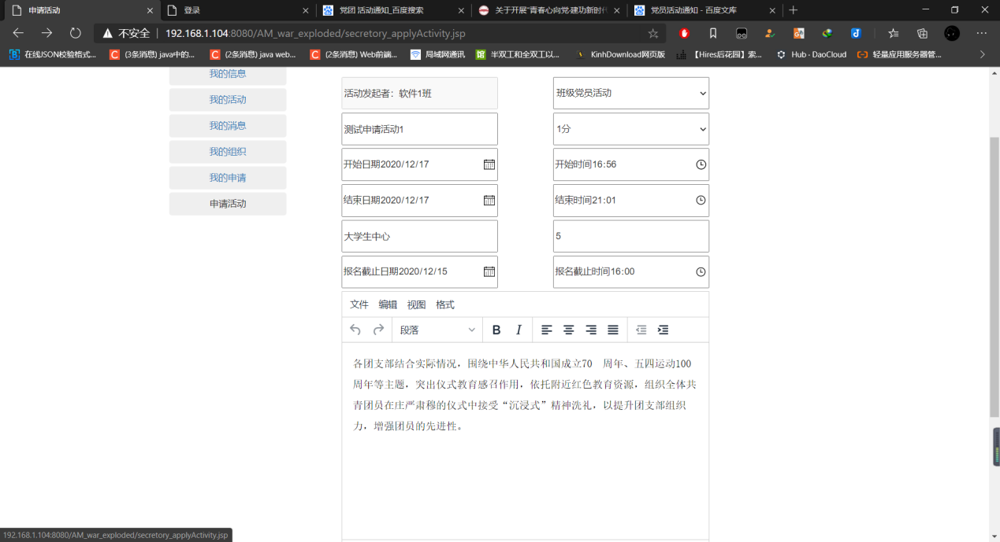 申请活动
登录
党团 活动通知_百度搜索
关于开展"青春心向党·建功新时代
党员活动通知 - 百度文库
不安全
192.168.1.104:8080/AM_war_exploded/secretory_applyActivity.jsp
在线JSON校验格式...
(3条消息) java中的...
(2条消息) java web...
(2条消息) Web前端...
局域网通讯
半双工和全双工以...
KinhDownload网页版
【Hires后花园】索...
Hub · DaoCloud
轻量应用服务器管...
我的信息
我的活动
我的消息
我的组织
我的申请
申请活动
活动发起者：软件1班
班级党员活动
测试申请活动1
1分
开始日期2020/12/17
开始时间16:56
结束日期2020/12/17
结束时间21:01
大学生中心
5
报名截止日期2020/12/15
报名截止时间16:00
文件 编辑 视图 格式
段落
B I
各团支部结合实际情况，围绕中华人民共和国成立70 周年、五四运动100
周年等主题，突出仪式教育感召作用，依托附近红色教育资源，组织全体共
青团员在庄严肃穆的仪式中接受“沉浸式”精神洗礼，以提升团支部组织
力，增强团员的先进性。
192.168.1.104:8080/AM_war_exploded/secretory_applyActivity.jsp